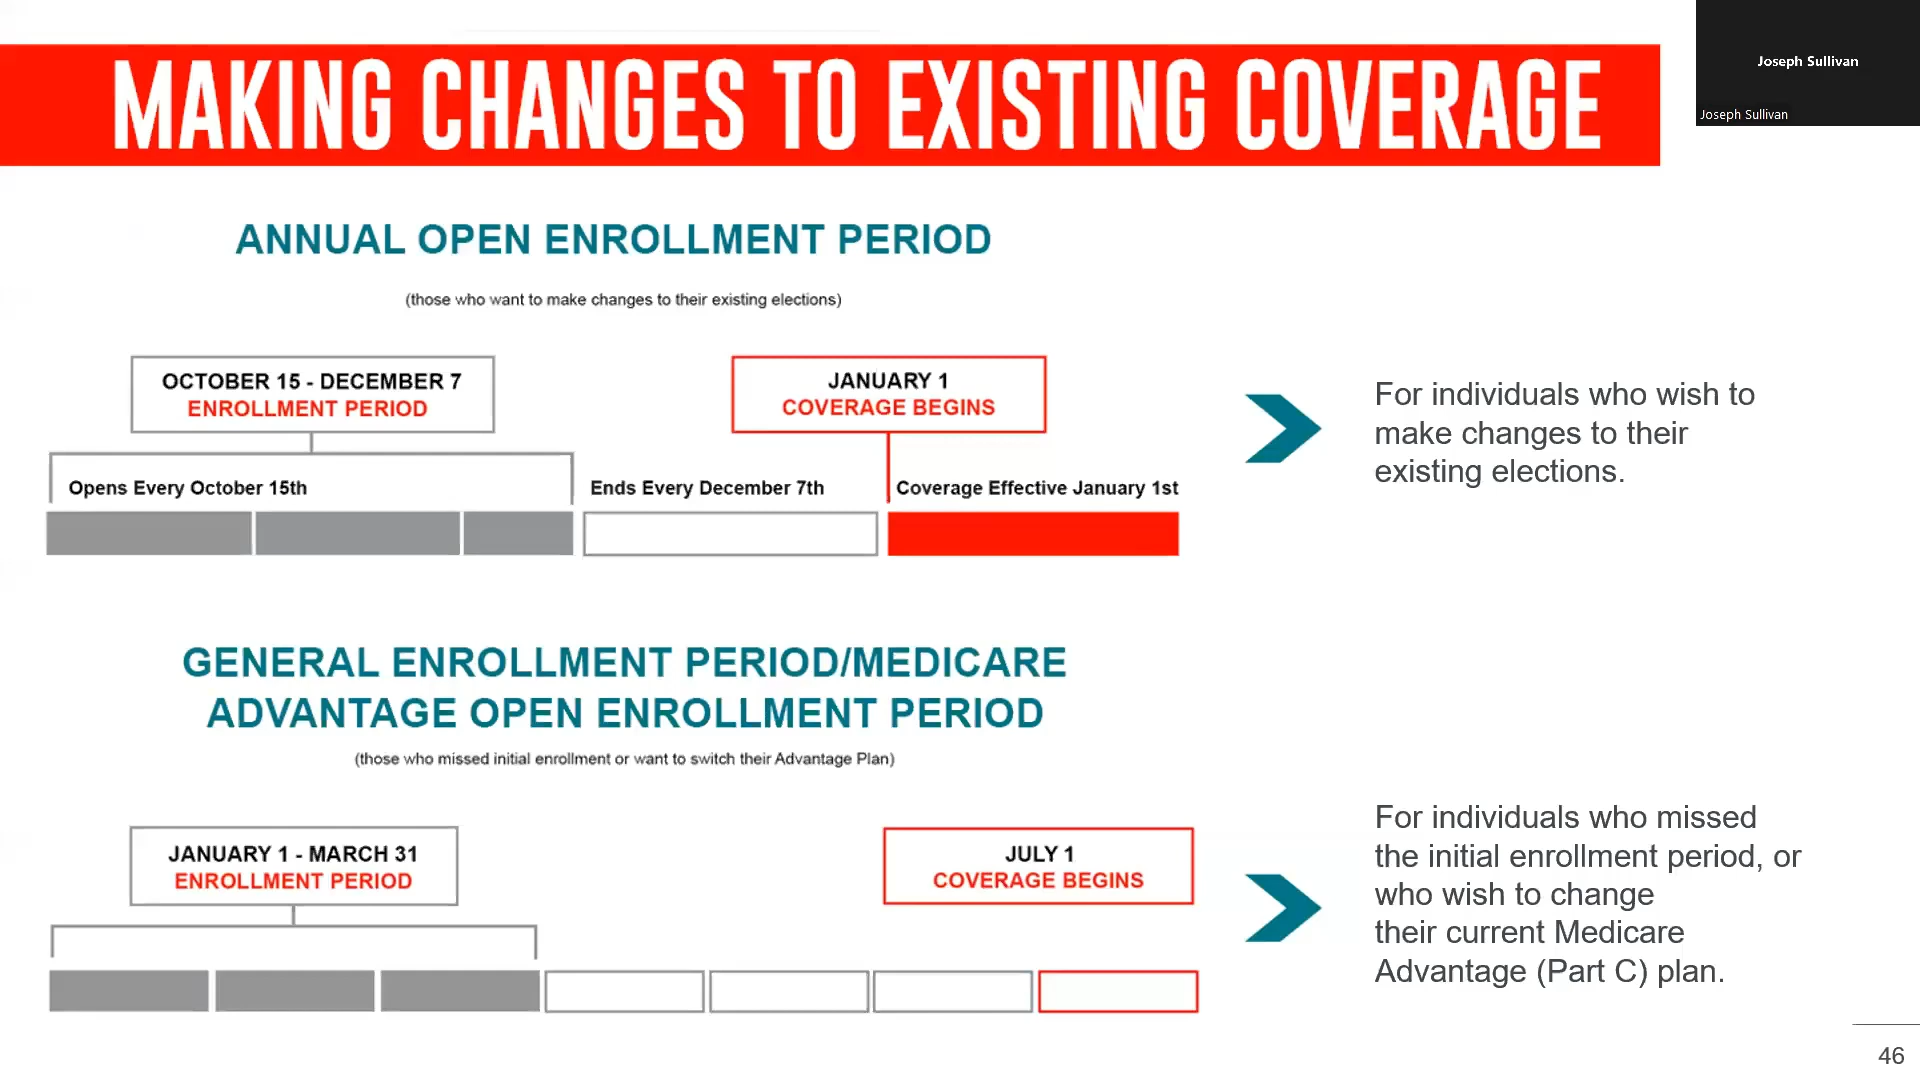 MAKING CHANGES TO EXISTING COVERAGE
Joseph Sullivan
Joseph Sullivan
ANNUAL OPEN ENROLLMENT PERIOD
(those who want to make changes to their existing elections)
OCTOBER 15 - DECEMBER 7
ENROLLMENT PERIOD
JANUARY 1
COVERAGE BEGINS
Opens Every October 15th
Ends Every December 7th
Coverage Effective January 1st
For individuals who wish to
make changes to their
existing elections.
GENERAL ENROLLMENT PERIOD/MEDICARE
ADVANTAGE OPEN ENROLLMENT PERIOD
(those who missed initial enrollment or want to switch their Advantage Plan)
JANUARY 1 - MARCH 31
ENROLLMENT PERIOD
JULY 1
COVERAGE BEGINS
For individuals who missed
the initial enrollment period, or
who wish to change
their current Medicare
Advantage (Part C) plan.
46